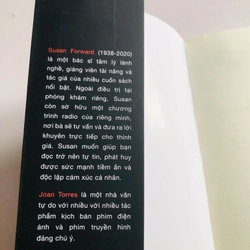 Susan Forward (1938-2020)
là một bác sĩ tâm lý lành
nghề, giảng viên tài năng và
tác giả của nhiều cuốn sách
nổi bật. Ngoài điều trị tại
phòng khám riêng, Susan
còn sở hữu một chương
trình radio của riêng mình,
nơi bà sẽ tư vấn và đưa ra lời
khuyên trực tiếp cho thính
giả. Susan muốn giúp bạn
đọc trở nên tự tin, phát huy
được sức mạnh tiềm ẩn và
độc lập cảm xúc cá nhân.
Joan Torres là một nhà văn
tự do với nhiều với nhiều tác
phẩm kịch bản phim điện
ảnh và phim truyền hình
đáng chú ý.